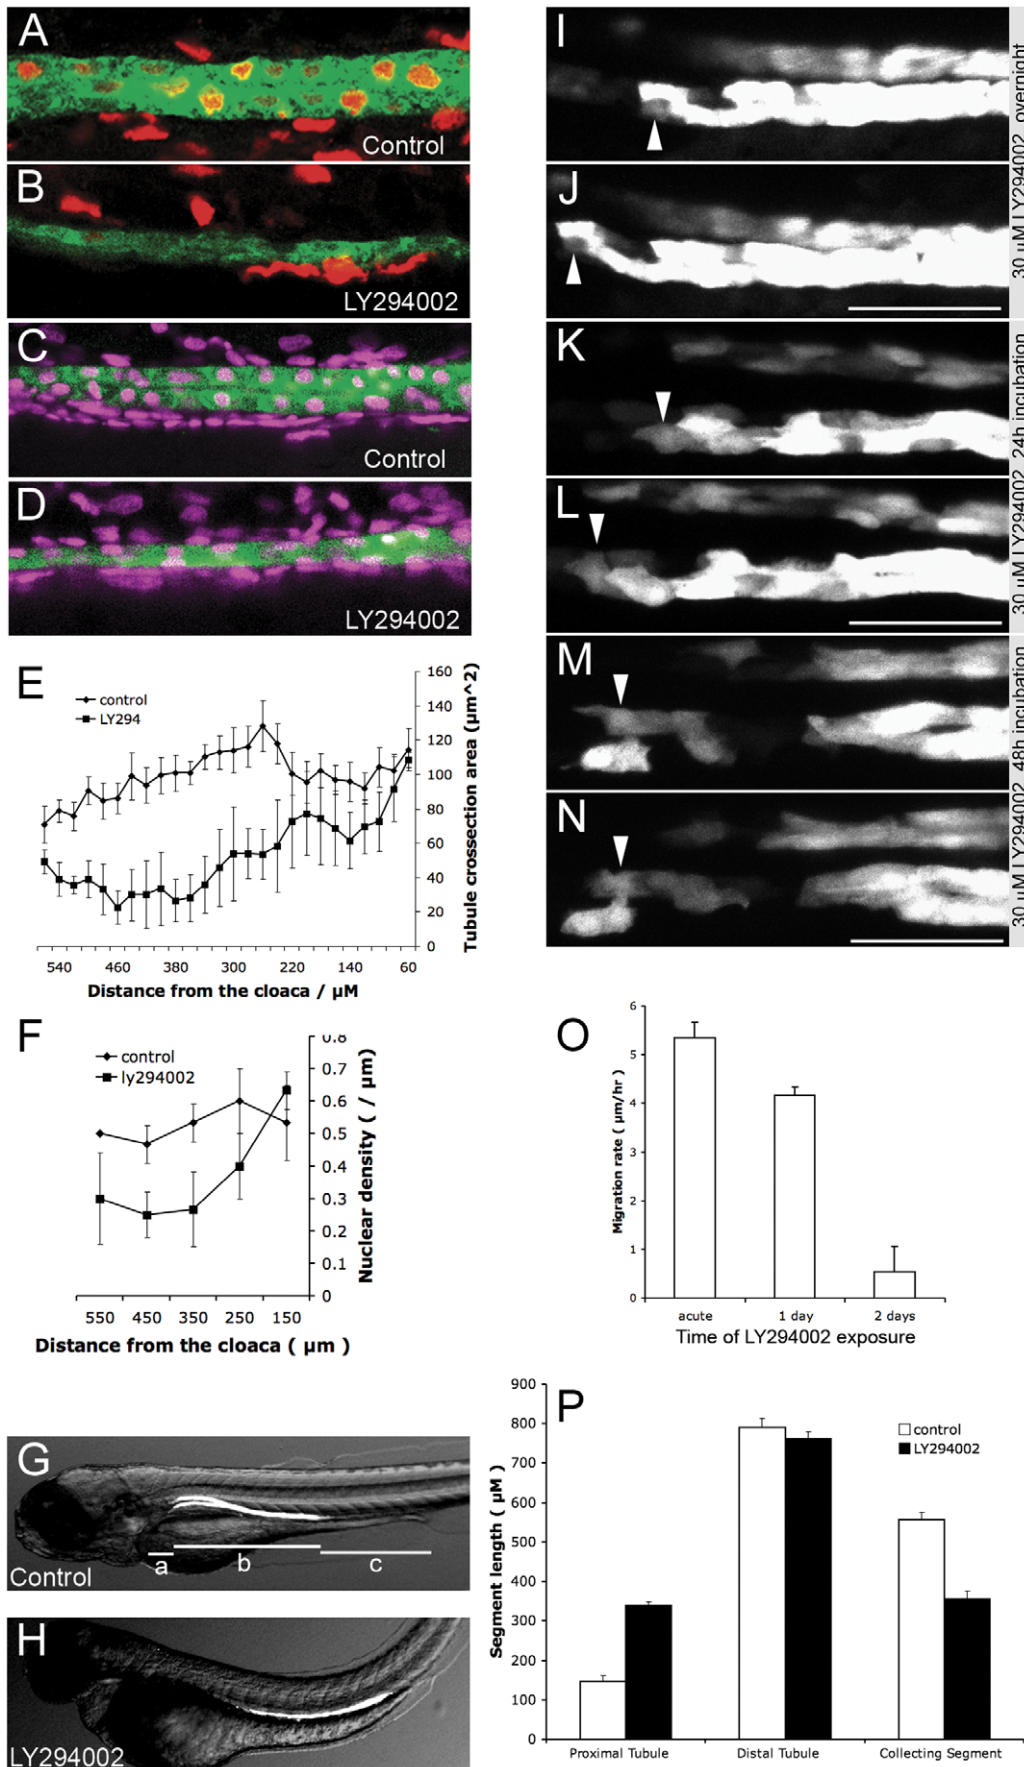 A
Control
B
LY294002
C
Control
D
LY294002
E
control
LY294
160
140
120
100
80
60
40
20
0
Tubule crossection area (µm^2)
540 460 380 300 220 140 60
Distance from the cloaca / µM
F
control
ly294002
0.8
0.7
0.6
0.5
0.4
0.3
0.2
0.1
0
Nuclear density ( / µm)
550 450 350 250 150
Distance from the cloaca ( µm )
G
a b c
Control
H
LY294002
I
J
30 µM LY294002 overnight
K
L
30 µM LY294002 24h incubation
M
N
30 µM LY294002 48h incubation
O
6
5
4
3
2
1
0
Migration rate ( µm/hr )
acute 1 day 2 days
Time of LY294002 exposure
P
control
LY294002
900
800
700
600
500
400
300
200
100
0
Segment length ( µM )
Proximal Tubule Distal Tubule Collecting Segment